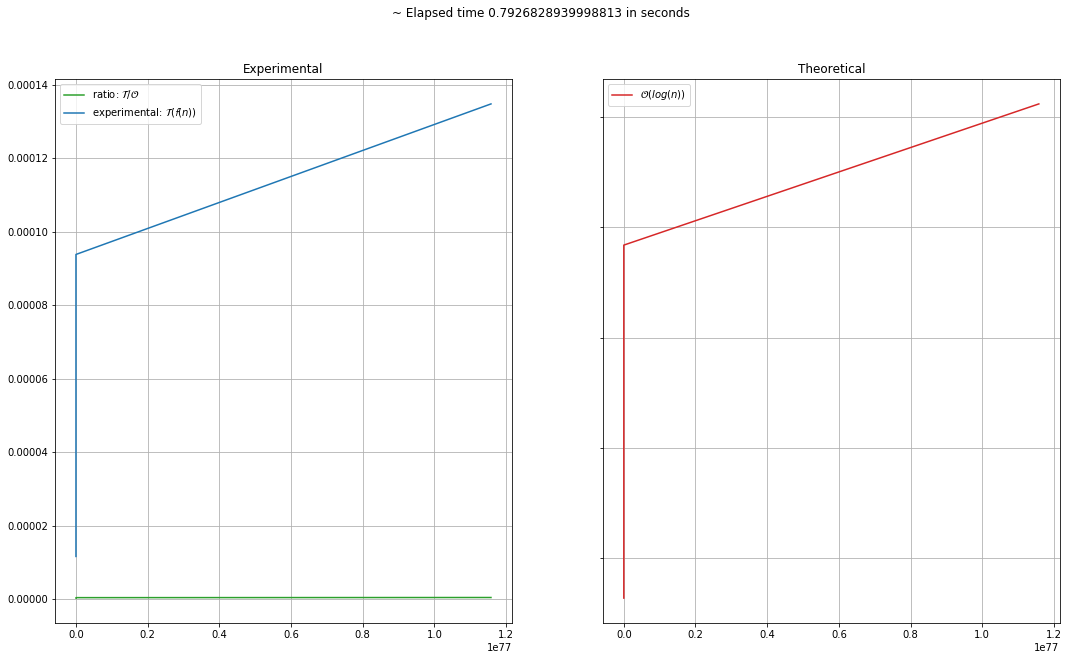 ~ Elapsed time 0.7926828939998813 in seconds
Experimental
ratio: 𝒯/𝒪
experimental: 𝒯(f(n))
0.00014
0.00012
0.00010
0.00008
0.00006
0.00004
0.00002
0.00000
0.0 0.2 0.4 0.6 0.8 1.0 1.2
1e77
Theoretical
𝒪(log(n))
0.0 0.2 0.4 0.6 0.8 1.0 1.2
1e77